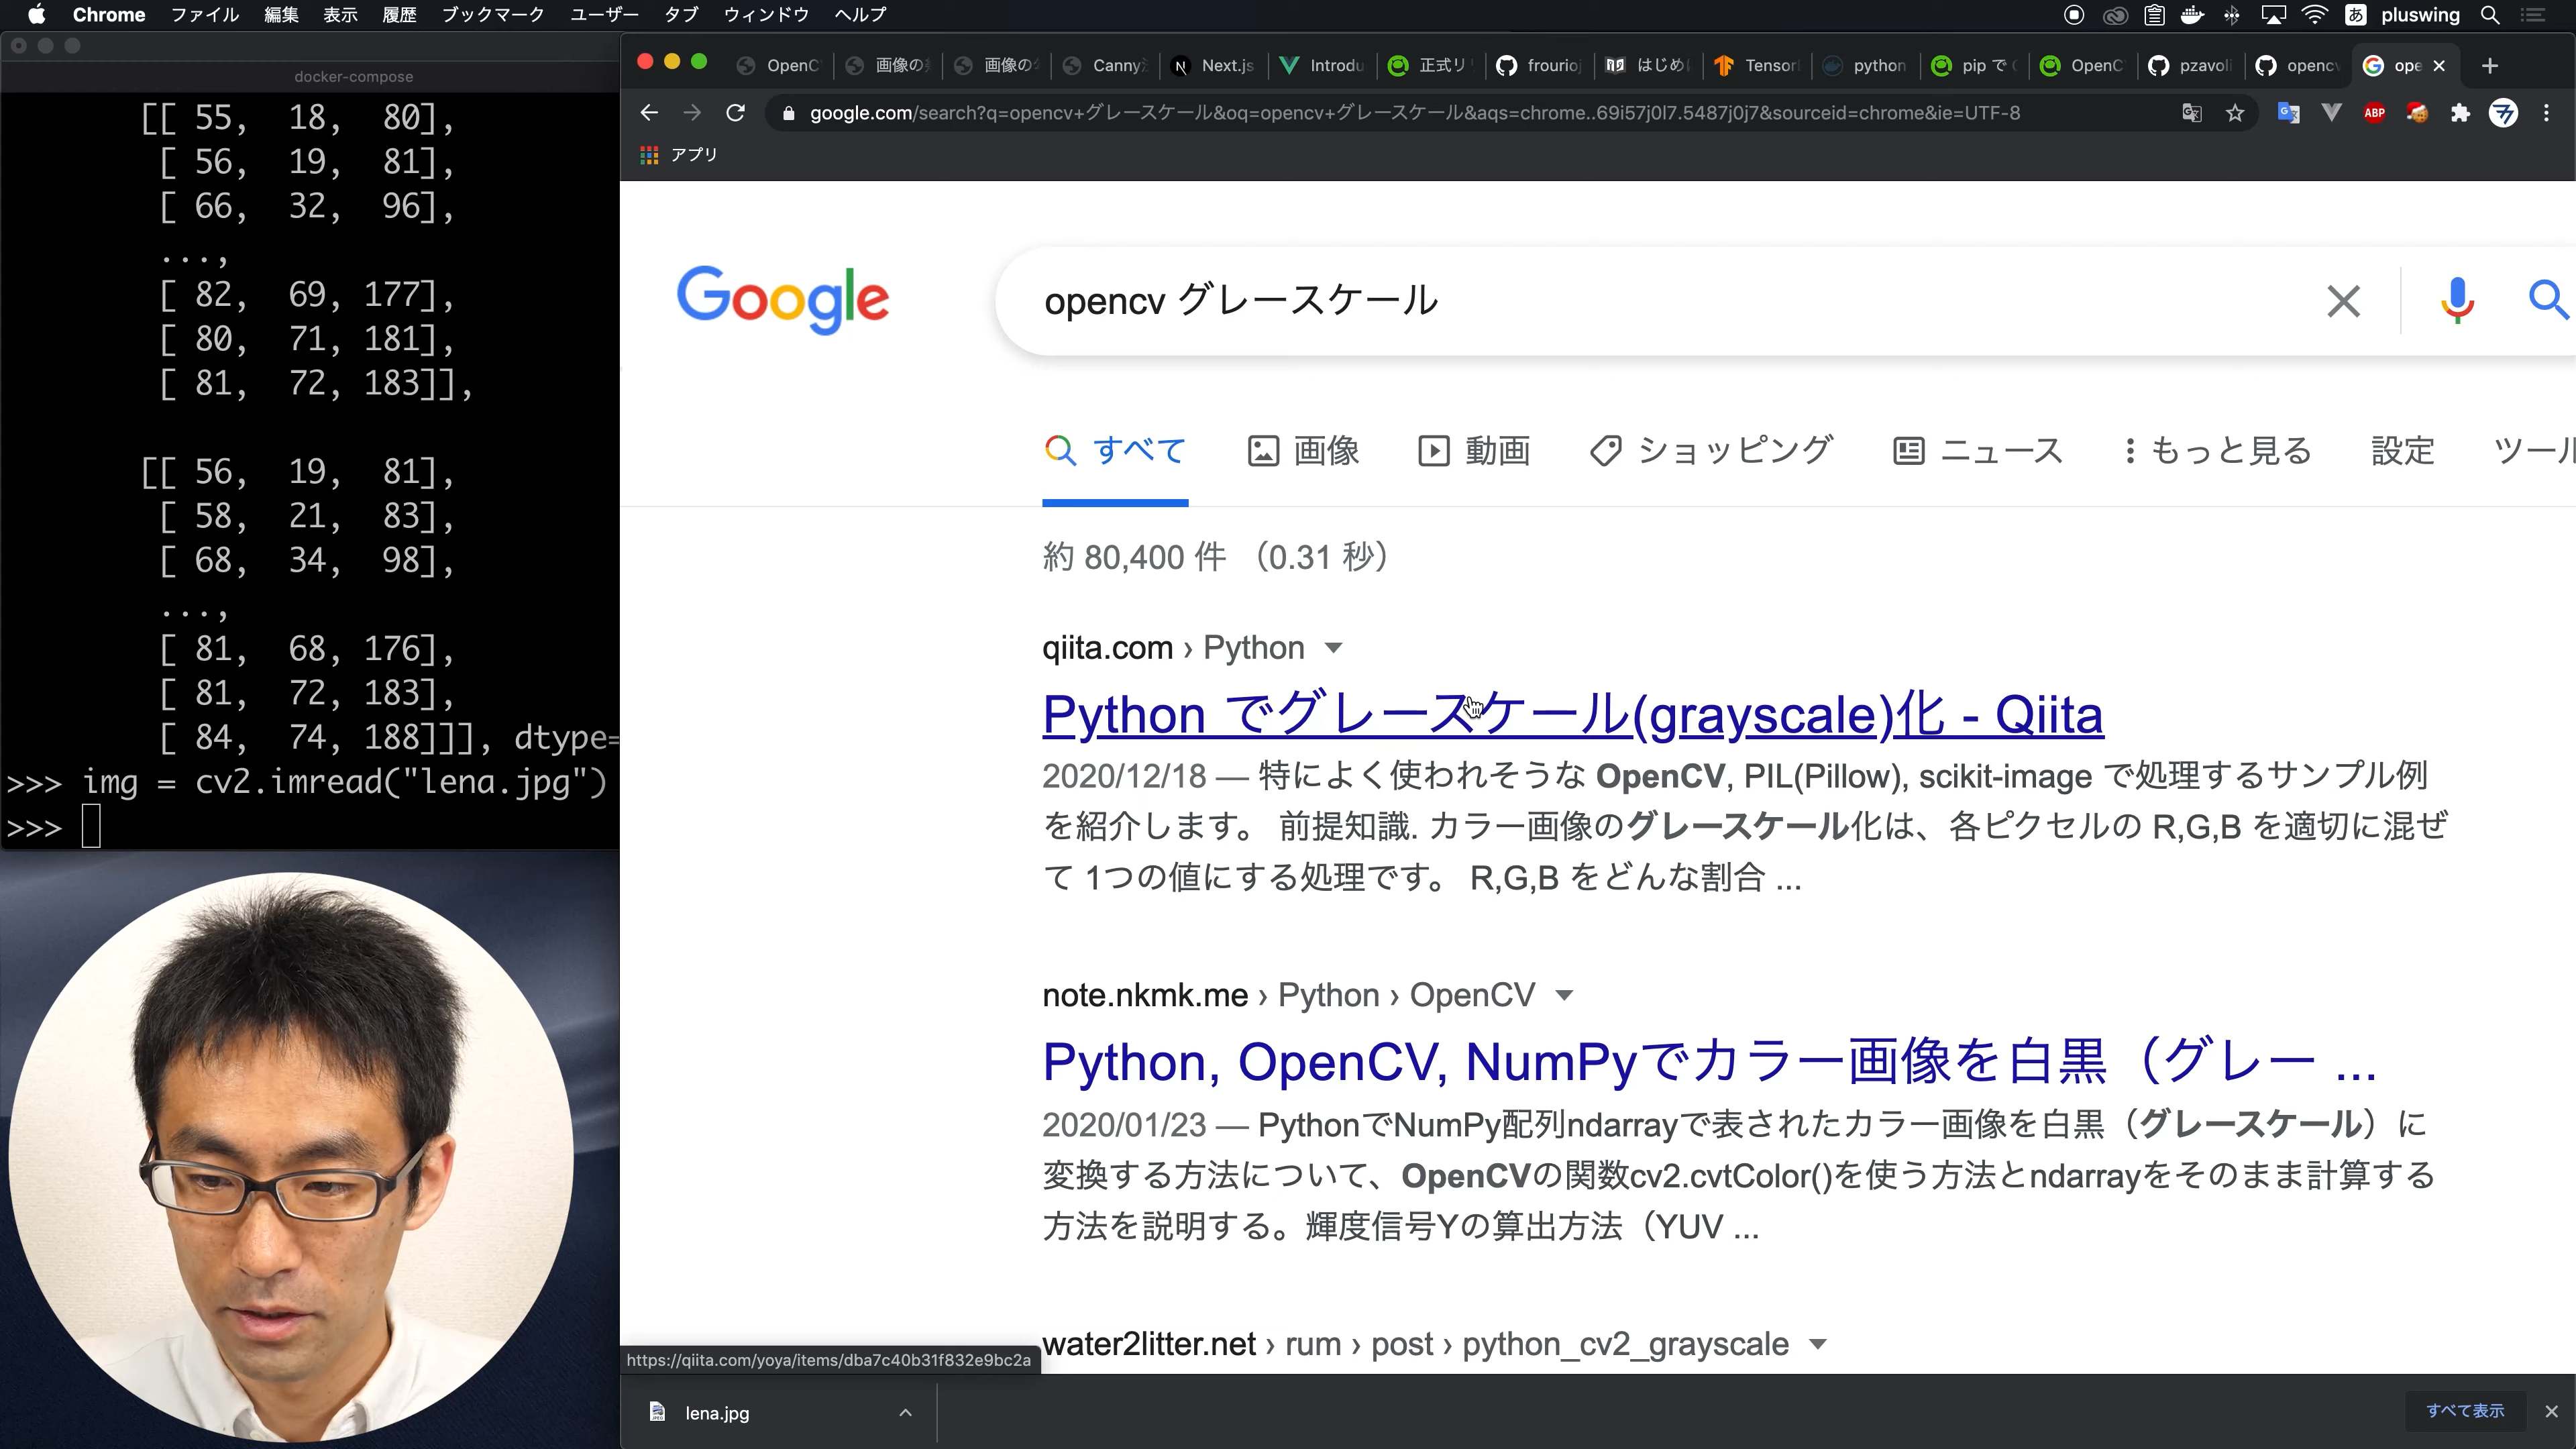 Chrome ファイル 編集 表示 履歴 ブックマーク ユーザー タブ ウィンドウ ヘルプ
あ pluswing
docker-compose
[[ 55, 18, 80],
[ 56, 19, 81],
[ 66, 32, 96],
...,
[ 82, 69, 177],
[ 80, 71, 181],
[ 81, 72, 183]],
[[ 56, 19, 81],
[ 58, 21, 83],
[ 68, 34, 98],
...,
[ 81, 68, 176],
[ 81, 72, 183],
[ 84, 74, 188]]], dtype=
>>> img = cv2.imread("lena.jpg")
>>>
OpenC 画像の 画像の Canny Next.js Introdu 正式リ frourio はじめ Tensor python pip で OpenC pzavoli opencv ope
google.com/search?q=opencv+グレースケール&oq=opencv+グレースケール&aqs=chrome..69i57j0l7.5487j0j7&sourceid=chrome&ie=UTF-8
ABP
アプリ
Google
opencv グレースケール
すべて 画像 動画 ショッピング ニュース もっと見る 設定 ツール
約 80,400 件 （0.31 秒）
qiita.com › Python
Python でグレースケール(grayscale)化 - Qiita
2020/12/18 — 特によく使われそうな OpenCV, PIL(Pillow), scikit-image で処理するサンプル例
を紹介します。 前提知識. カラー画像のグレースケール化は、各ピクセルの R,G,B を適切に混ぜ
て 1つの値にする処理です。 R,G,B をどんな割合 ...
note.nkmk.me › Python › OpenCV
Python, OpenCV, NumPyでカラー画像を白黒（グレー ...
2020/01/23 — PythonでNumPy配列ndarrayで表されたカラー画像を白黒（グレースケール）に
変換する方法について、OpenCVの関数cv2.cvtColor()を使う方法とndarrayをそのまま計算する
方法を説明する。輝度信号Yの算出方法（YUV ...
water2litter.net › rum › post › python_cv2_grayscale
https://qiita.com/yoya/items/dba7c40b31f832e9bc2a
lena.jpg
すべて表示